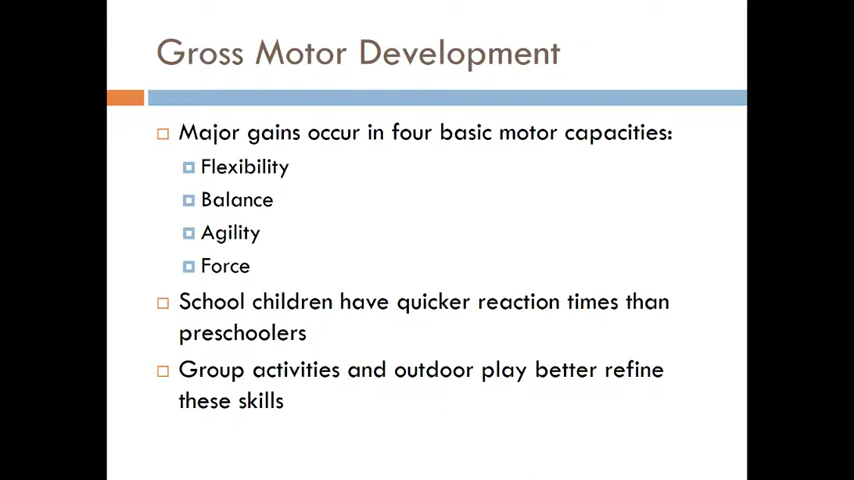 Gross Motor Development
Major gains occur in four basic motor capacities:
Flexibility
Balance
Agility
Force
School children have quicker reaction times than
preschoolers
Group activities and outdoor play better refine
these skills